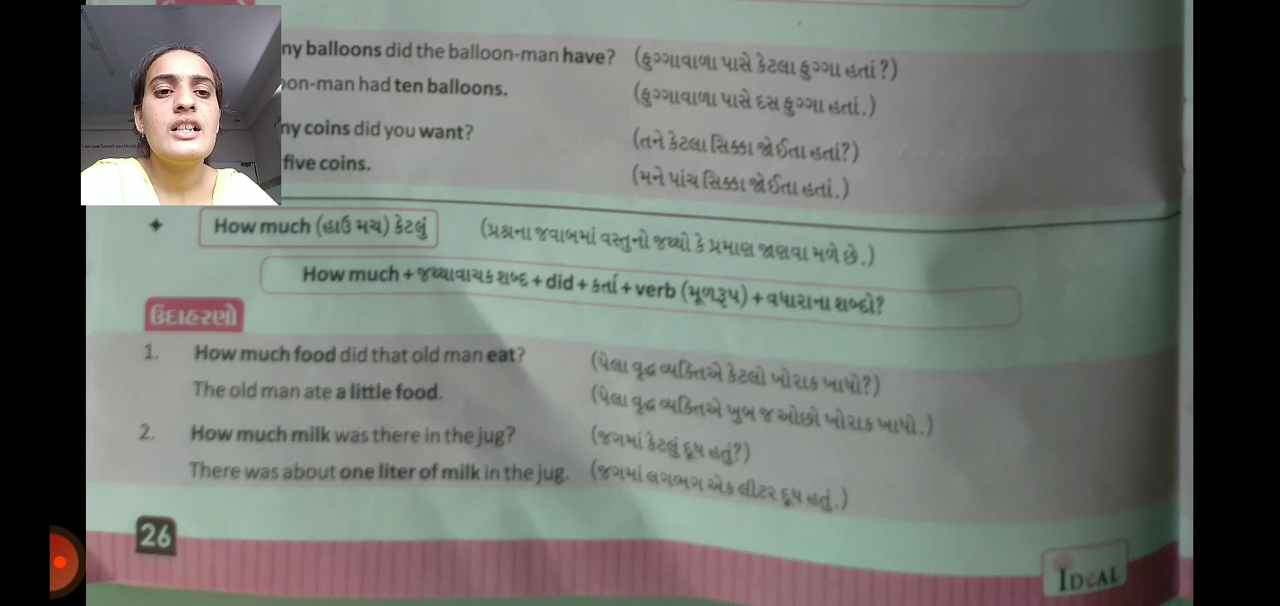 ny balloons did the balloon-man have? (ફુગ્ગાવાળા પાસે કેટલા ફુગ્ગા હતાં?)
on-man had ten balloons. (ફુગ્ગાવાળા પાસે દસ ફુગ્ગા હતાં.)
ny coins did you want? (તને કેટલા સિક્કા જોઈતા હતાં?)
five coins. (મને પાંચ સિક્કા જોઈતા હતાં.)
How much (હાઉ મચ) કેટલું (પ્રશ્નના જવાબમાં વસ્તુનો જથ્થો કે પ્રમાણ જાણવા મળે છે.)
How much + જથ્થાવાચક શબ્દ + did + કર્તા + verb (મૂળરૂપ) + વધારાના શબ્દો?
ઉદાહરણો
1. How much food did that old man eat? (પેલા વૃદ્ધ વ્યક્તિએ કેટલો ખોરાક ખાધો?)
The old man ate a little food. (પેલા વૃદ્ધ વ્યક્તિએ ખુબ જ ઓછો ખોરાક ખાધો.)
2. How much milk was there in the jug? (જગમાં કેટલું દૂધ હતું?)
There was about one liter of milk in the jug. (જગમાં લગભગ એક લીટર દૂધ હતું.)
26
IDEAL